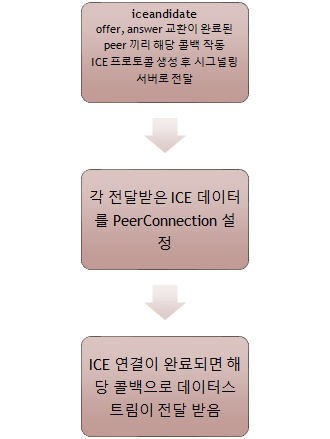 iceandidate
offer, answer 교환이 완료된
peer 끼리 해당 콜백 작동
ICE 프로토콜 생성 후 시그널링
서버로 전달
각 전달받은 ICE 데이터
를 PeerConnection 설
정
ICE 연결이 완료되면 해
당 콜백으로 데이터스
트림이 전달 받음